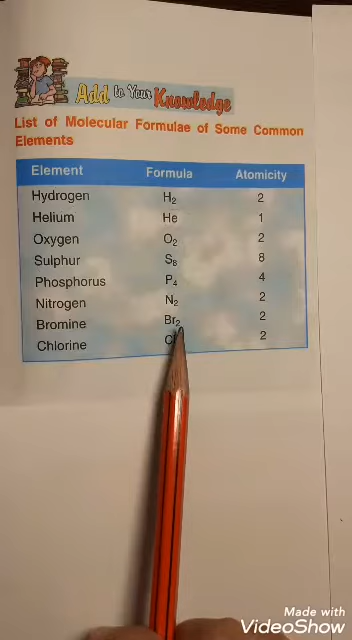 Add to Your Knowledge
List of Molecular Formulae of Some Common
Elements
Element Formula Atomicity
Hydrogen H₂ 2
Helium He 1
Oxygen O₂ 2
Sulphur S₈ 8
Phosphorus P₄ 4
Nitrogen N₂ 2
Bromine Br₂ 2
Chlorine 2
Made with
VideoShow